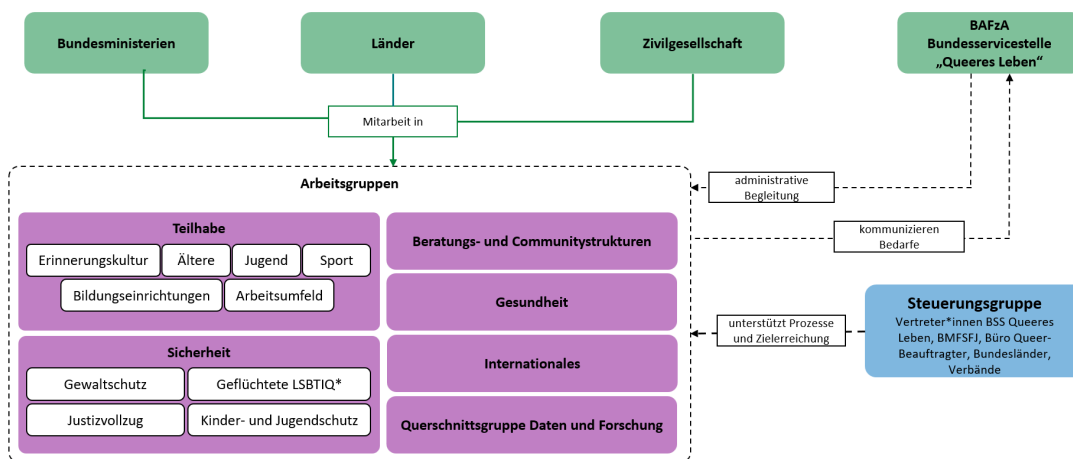 Bundesministerien
Länder
Zivilgesellschaft
BAFzA
Bundesservicestelle
„Queeres Leben“
Mitarbeit in
Arbeitsgruppen
administrative
Begleitung
kommunizieren
Bedarfe
Teilhabe
Erinnerungskultur
Ältere
Jugend
Sport
Bildungseinrichtungen
Arbeitsumfeld
Sicherheit
Gewaltschutz
Geflüchtete LSBTIQ*
Justizvollzug
Kinder- und Jugendschutz
Beratungs- und Communitystrukturen
Gesundheit
Internationales
Querschnittsgruppe Daten und Forschung
unterstützt Prozesse
und Zielerreichung
Steuerungsgruppe
Vertreter*innen BSS Queeres
Leben, BMFSFJ, Büro Queer-
Beauftragter, Bundesländer,
Verbände